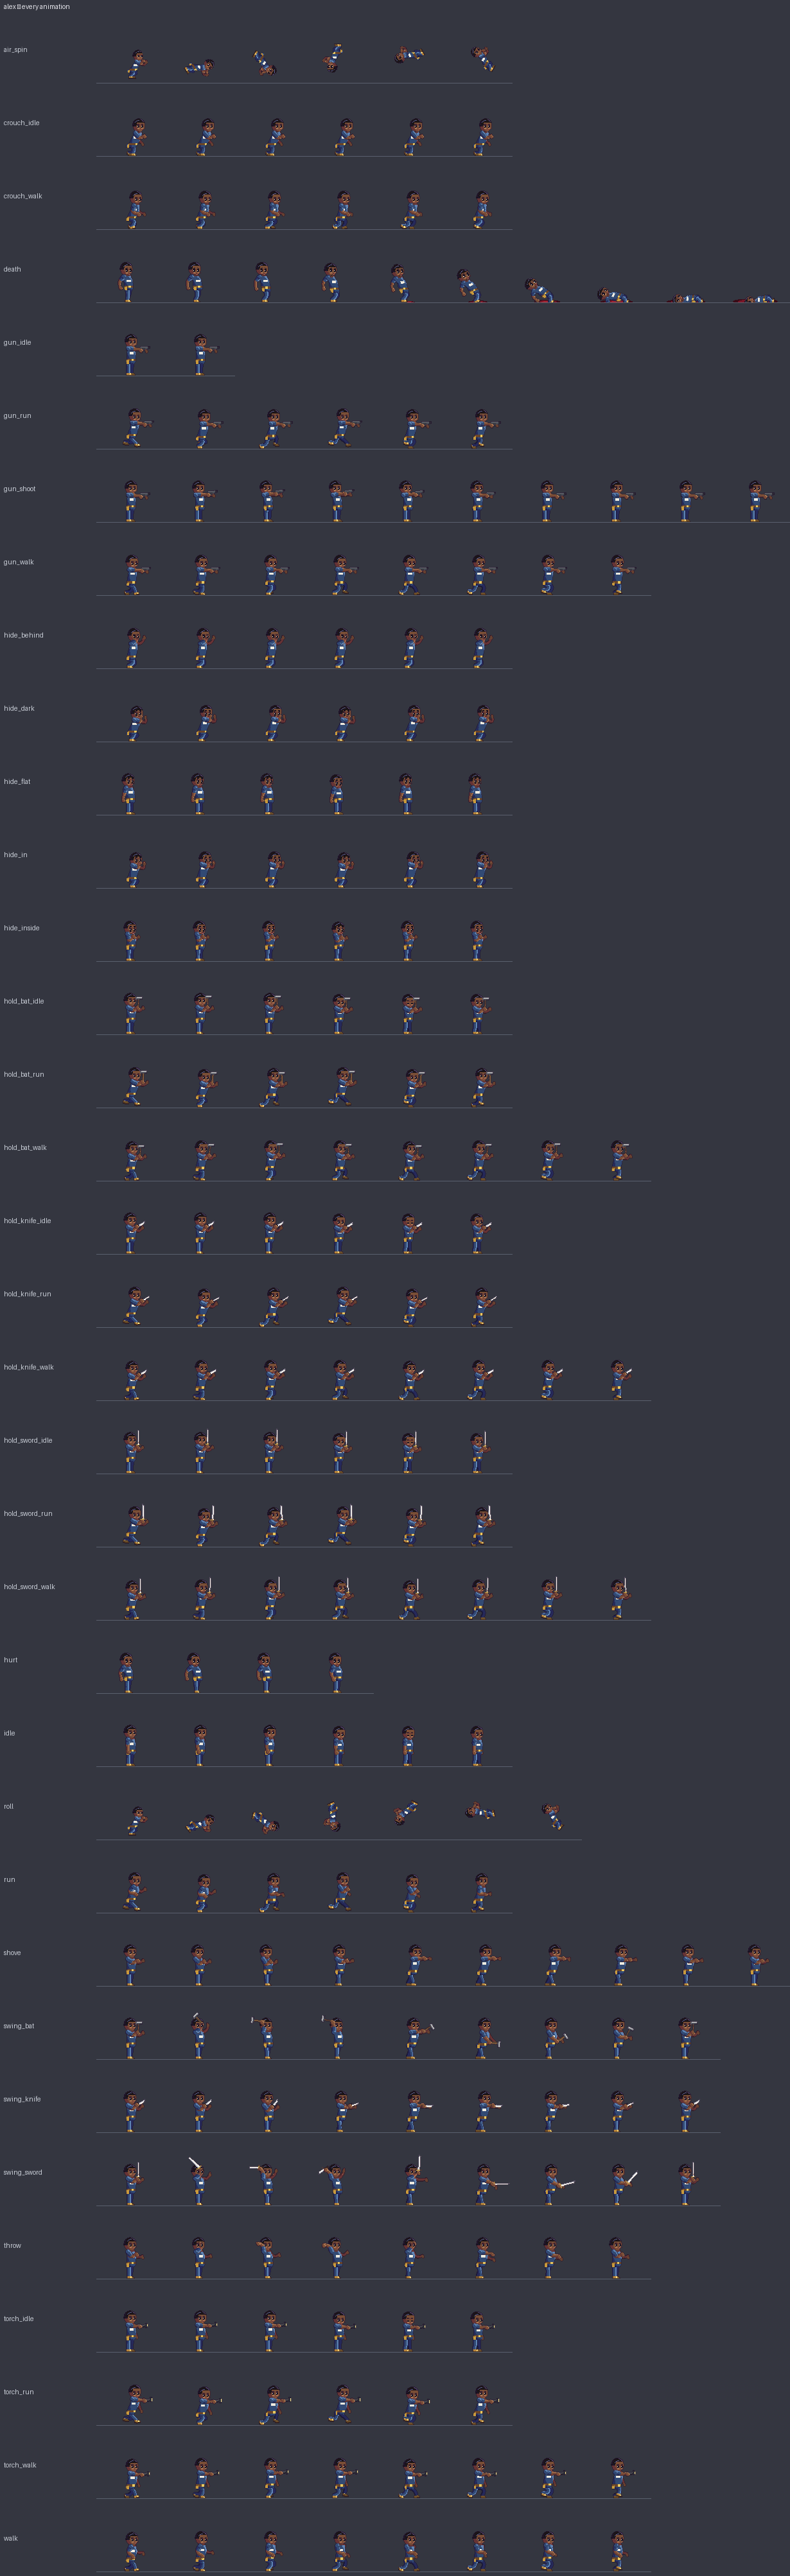 alex every animation
air_spin
crouch_idle
crouch_walk
death
gun_idle
gun_run
gun_shoot
gun_walk
hide_behind
hide_dark
hide_flat
hide_in
hide_inside
hold_bat_idle
hold_bat_run
hold_bat_walk
hold_knife_idle
hold_knife_run
hold_knife_walk
hold_sword_idle
hold_sword_run
hold_sword_walk
hurt
idle
roll
run
shove
swing_bat
swing_knife
swing_sword
throw
torch_idle
torch_run
torch_walk
walk